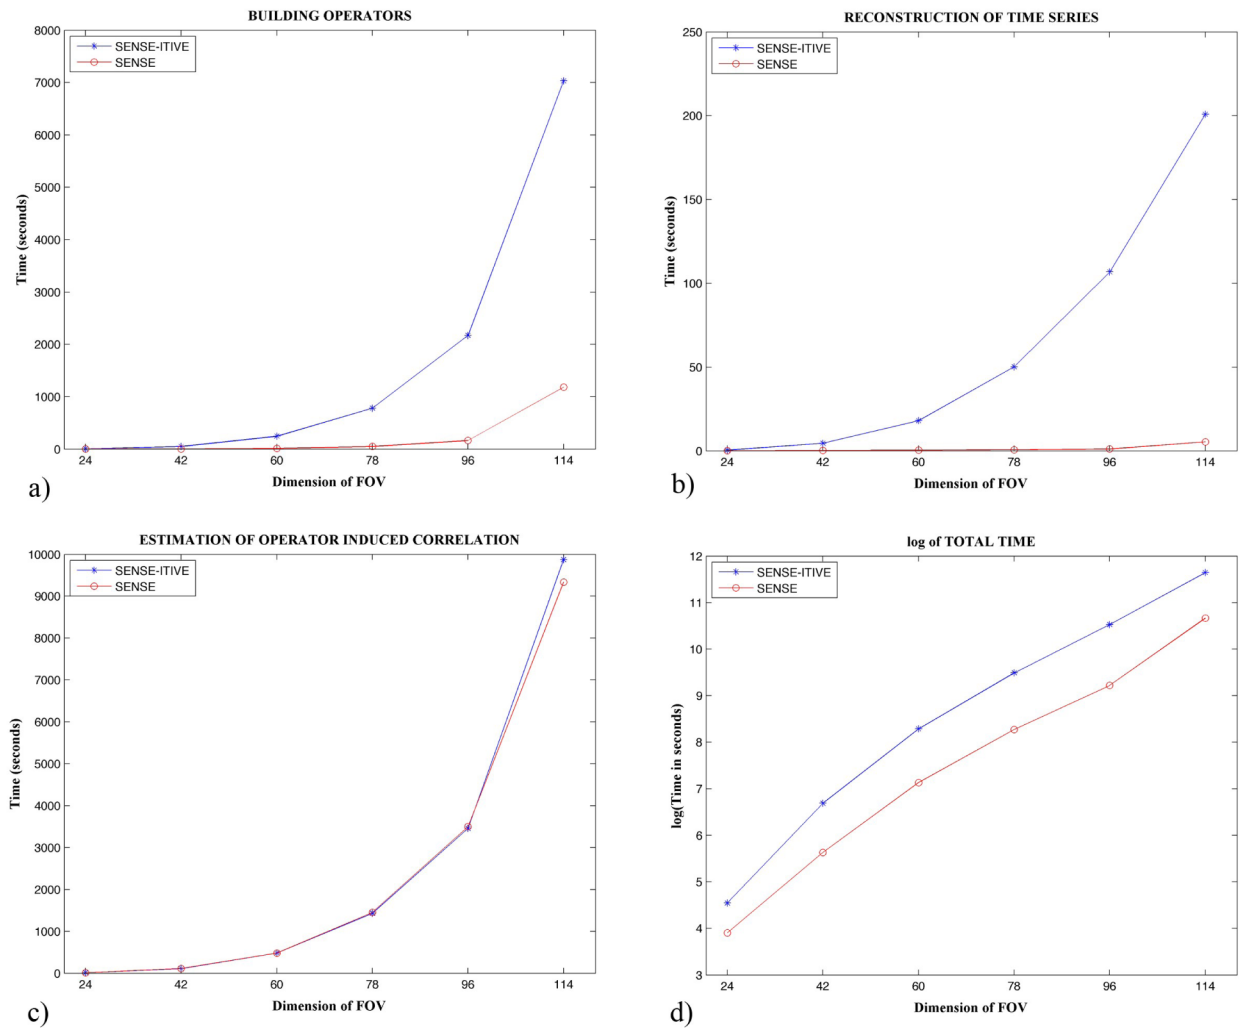 BUILDING OPERATORS
SENSE-ITIVE
SENSE
8000
7000
6000
5000
4000
3000
2000
1000
0
Time (seconds)
24 42 60 78 96 114
Dimension of FOV
a)
RECONSTRUCTION OF TIME SERIES
SENSE-ITIVE
SENSE
250
200
150
100
50
0
Time (seconds)
24 42 60 78 96 114
Dimension of FOV
b)
ESTIMATION OF OPERATOR INDUCED CORRELATION
SENSE-ITIVE
SENSE
10000
9000
8000
7000
6000
5000
4000
3000
2000
1000
0
Time (seconds)
24 42 60 78 96 114
Dimension of FOV
c)
log of TOTAL TIME
SENSE-ITIVE
SENSE
12
11
10
9
8
7
6
5
4
3
log(Time in seconds)
24 42 60 78 96 114
Dimension of FOV
d)